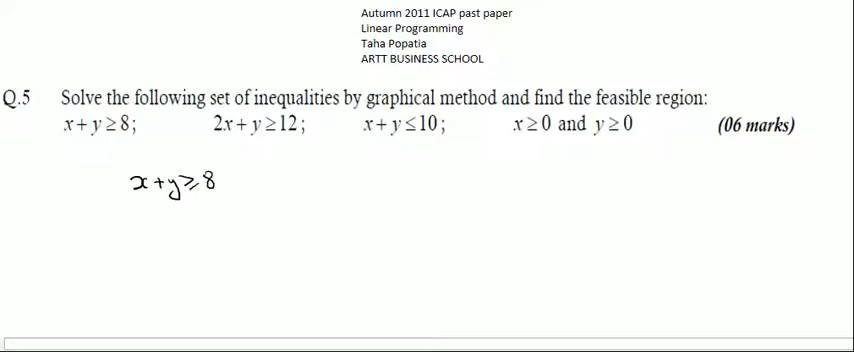 Autumn 2011 ICAP past paper
Linear Programming
Taha Popatia
ARTT BUSINESS SCHOOL
Q.5 Solve the following set of inequalities by graphical method and find the feasible region:
x + y ≥ 8; 2x + y ≥ 12; x + y ≤ 10; x ≥ 0 and y ≥ 0 (06 marks)
x + y ≥ 8